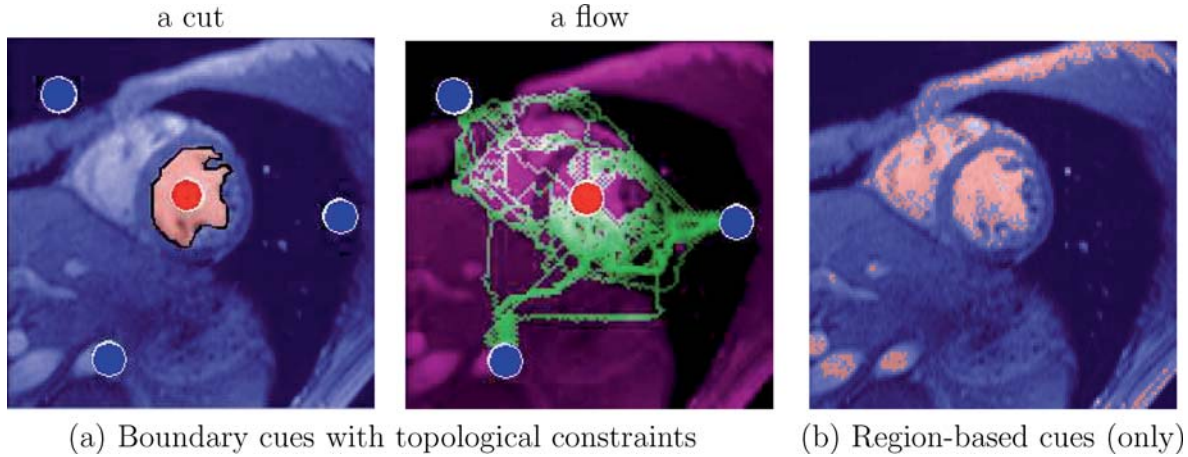 a cut
a flow
(a) Boundary cues with topological constraints
(b) Region-based cues (only)